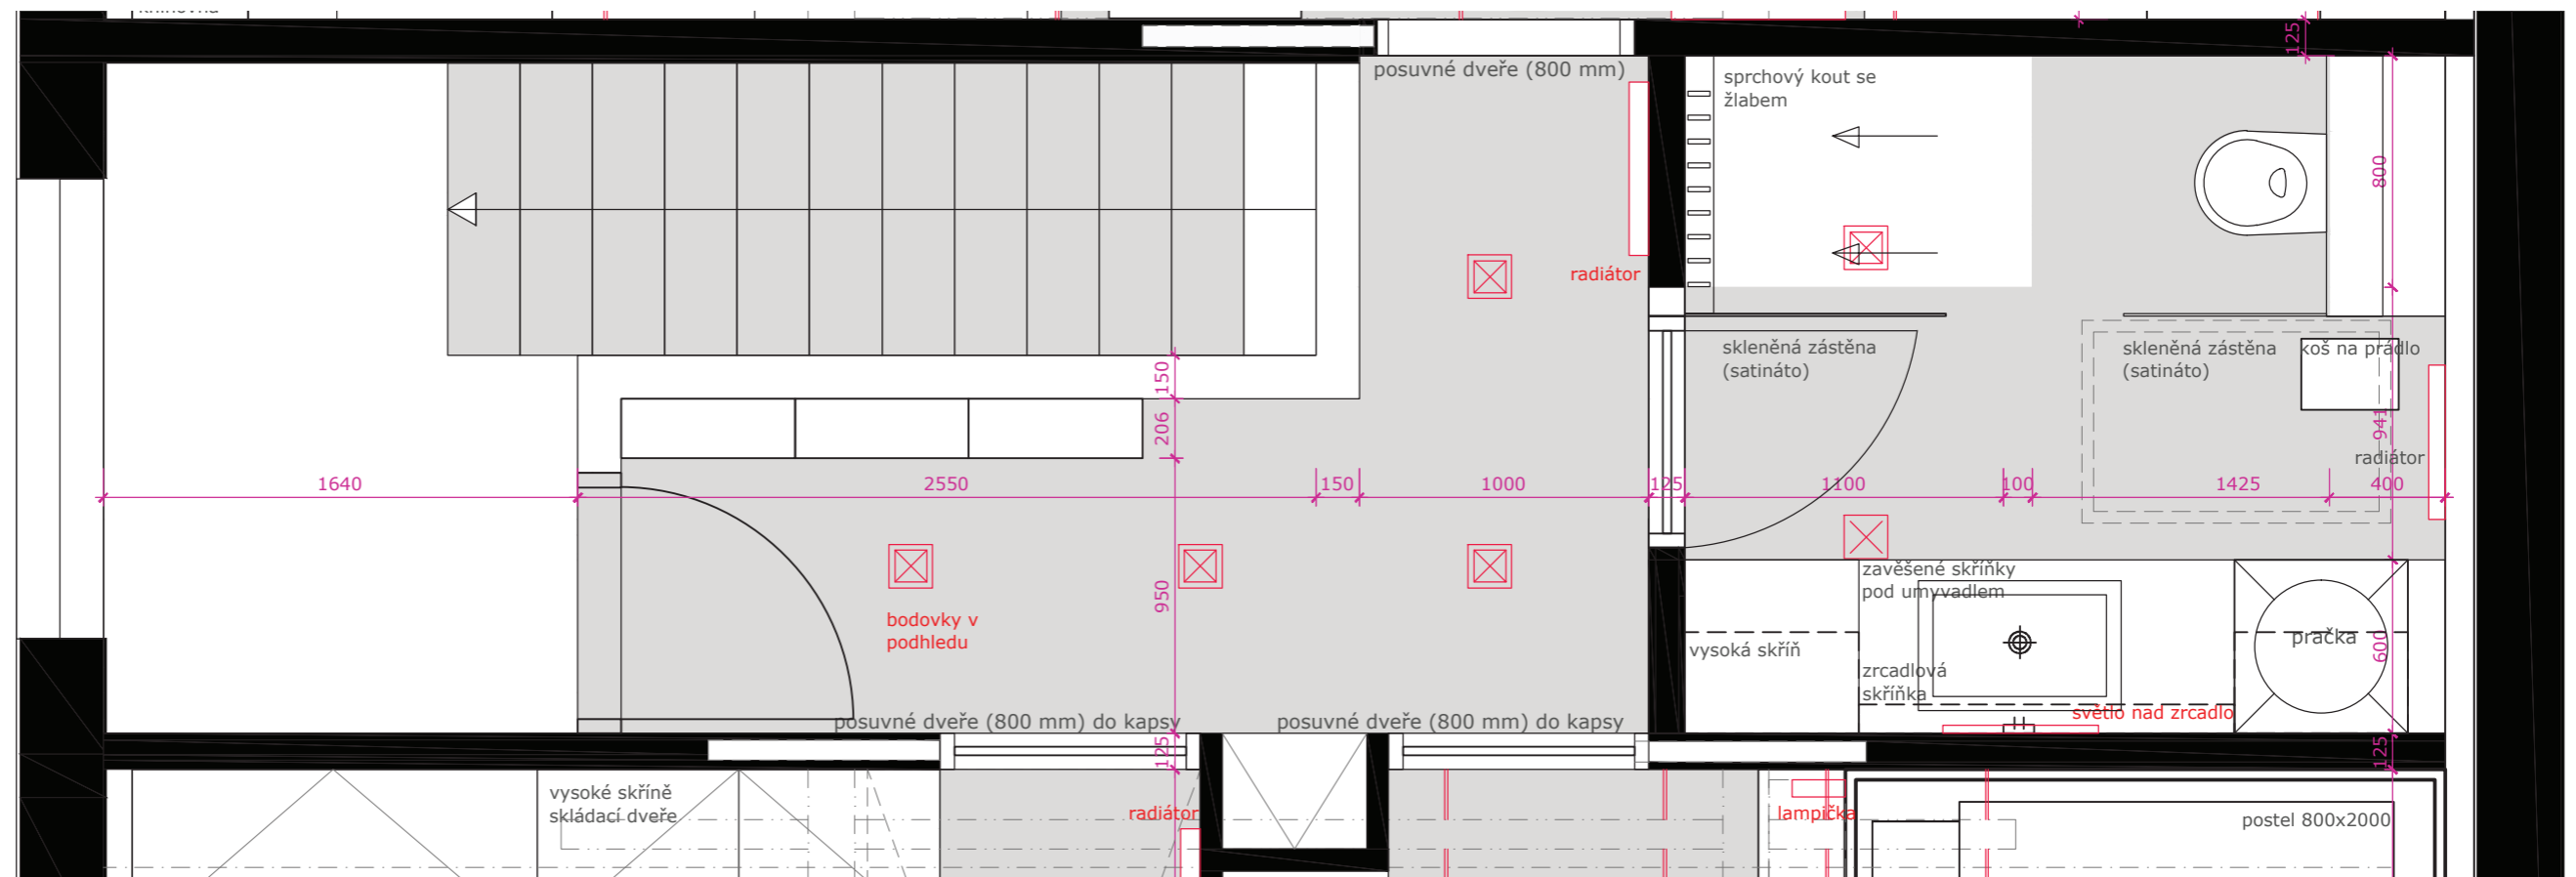 knihovna
125
posuvné dveře (800 mm)
sprchový kout se
žlabem
800
radiátor
skleněná zástěna
(satináto)
skleněná zástěna
(satináto)
koš na prádlo
150
206
941
radiátor
1640
2550
150
1000
125
1100
100
1425
400
950
bodovky v
podhledu
zavěšené skříňky
pod umyvadlem
vysoká skříň
zrcadlová
skříňka
pračka
600
světlo nad zrcadlo
posuvné dveře (800 mm) do kapsy
posuvné dveře (800 mm) do kapsy
125
125
vysoké skříně
skládací dveře
radiátor
lampička
postel 800x2000